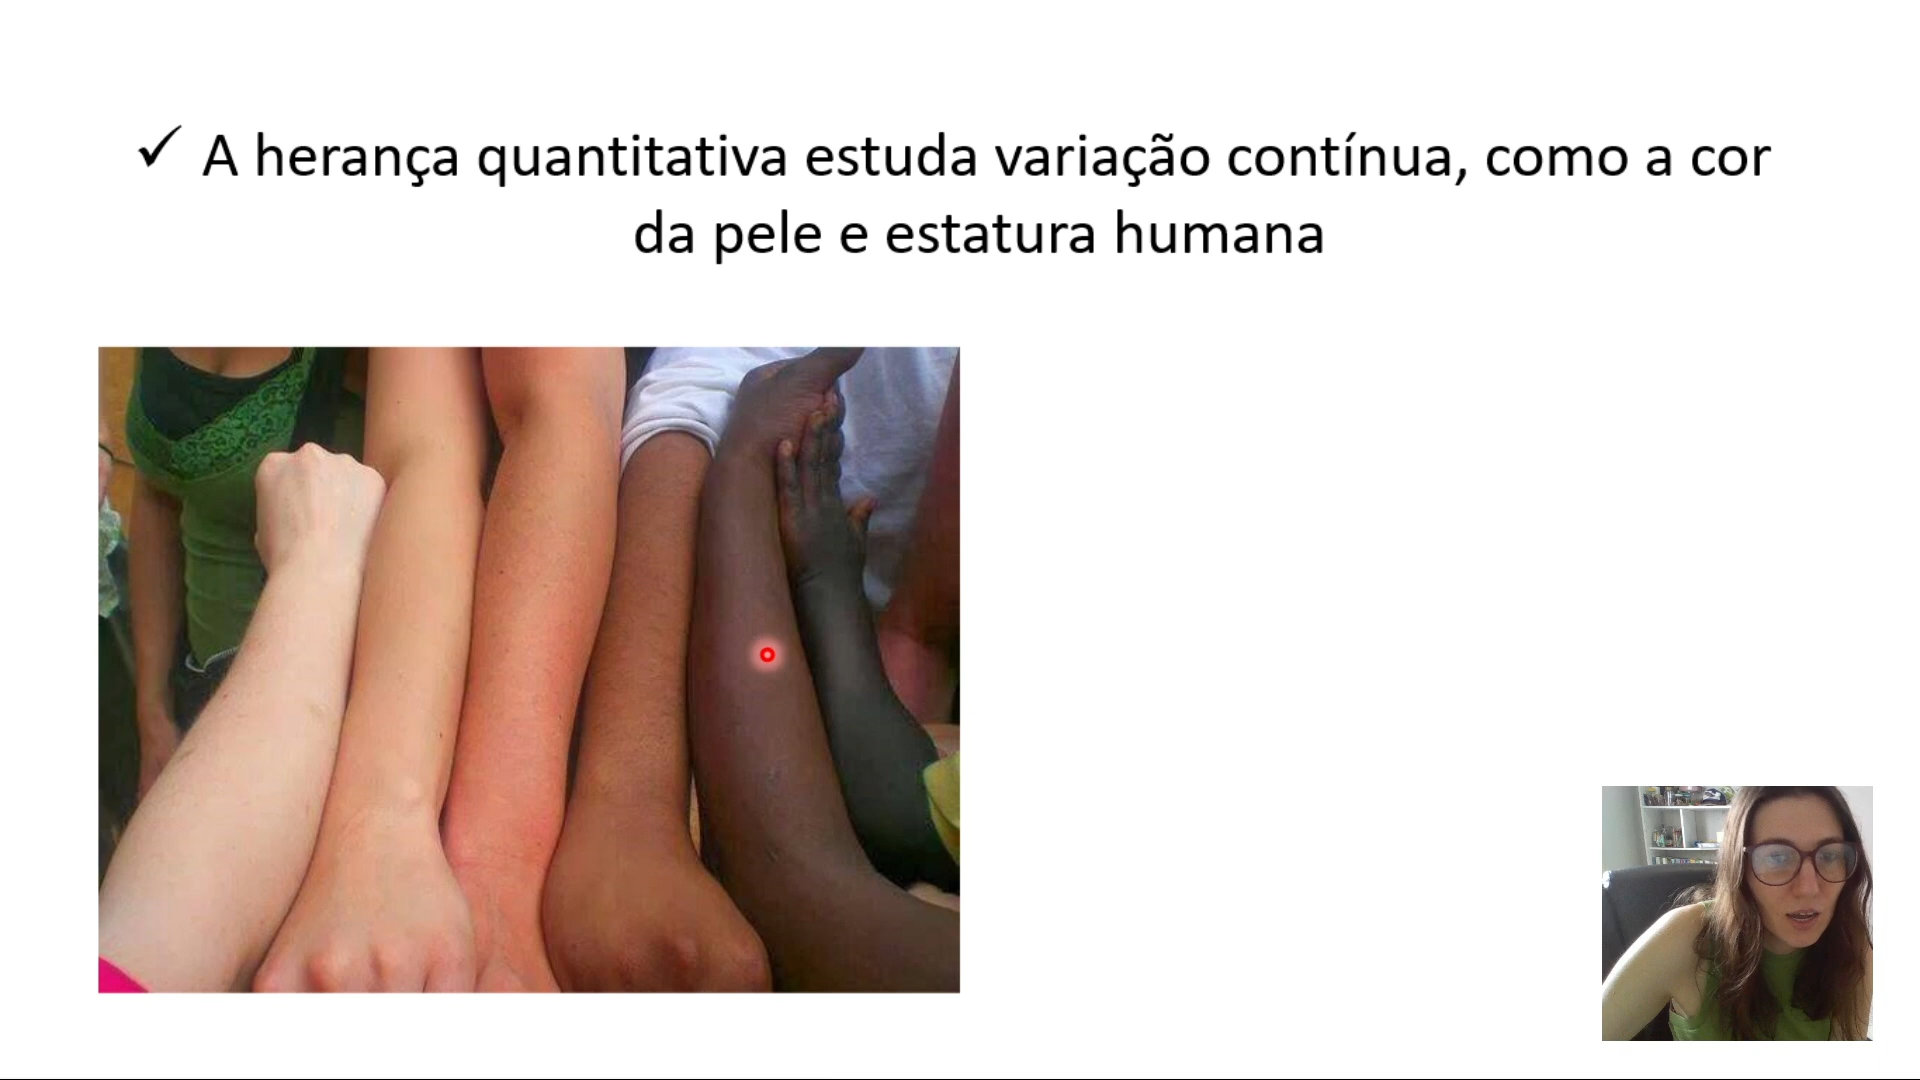 ✓ A herança quantitativa estuda variação contínua, como a cor
da pele e estatura humana